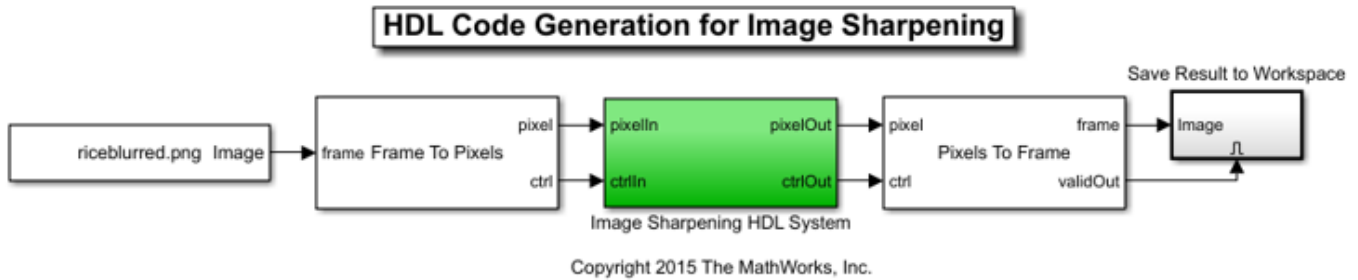 HDL Code Generation for Image Sharpening
Save Result to Workspace
riceblurred.png Image
frame Frame To Pixels
pixel
ctrl
pixelIn
pixelOut
ctrlIn
ctrlOut
Image Sharpening HDL System
pixel
frame
Pixels To Frame
ctrl
validOut
Image
Copyright 2015 The MathWorks, Inc.